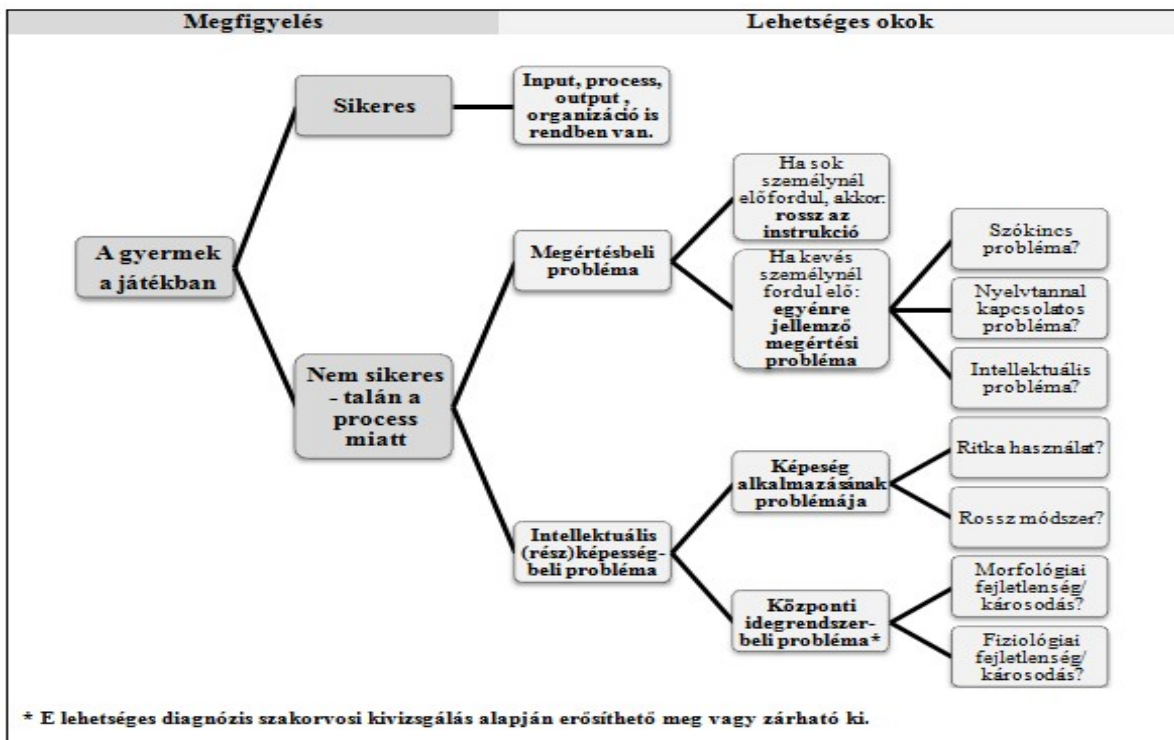 Megfigyelés
Lehetséges okok
A gyermek
a játékban
Sikeres
Input, process,
output ,
organizáció is
rendben van.
Nem sikeres
- talán a
process
miatt
Megértésbeli
probléma
Ha sok
személynél
előfordul, akkor:
rossz az
instrukció
Ha kevés
személynél
fordul elő:
egyénre
jellemző
megértési
probléma
Szókincs
probléma?
Nyelvtannal
kapcsolatos
probléma?
Intellektuális
probléma?
Intellektuális
(rész)képesség-
beli probléma
Képeség
alkalmazásának
problémája
Ritka használat?
Rossz módszer?
Központi
idegrendszer-
beli probléma*
Morfológiai
fejletlenség/
károsodás?
Fiziológiai
fejletlenség/
károsodás?
* E lehetséges diagnózis szakorvosi kivizsgálás alapján erősíthető meg vagy zárható ki.